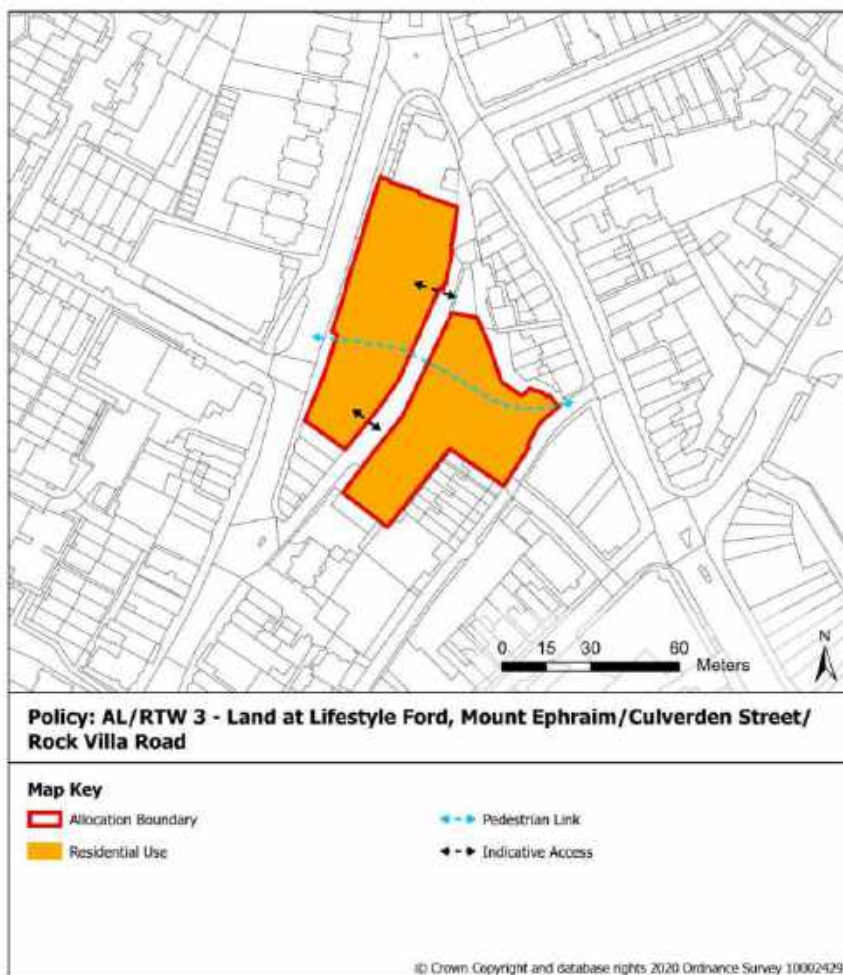 0 15 30 60
Meters
N
Policy: AL/RTW 3 - Land at Lifestyle Ford, Mount Ephraim/Culverden Street/
Rock Villa Road
Map Key
Allocation Boundary
Pedestrian Link
Residential Use
Indicative Access
© Crown Copyright and database rights 2020 Ordnance Survey 10002429